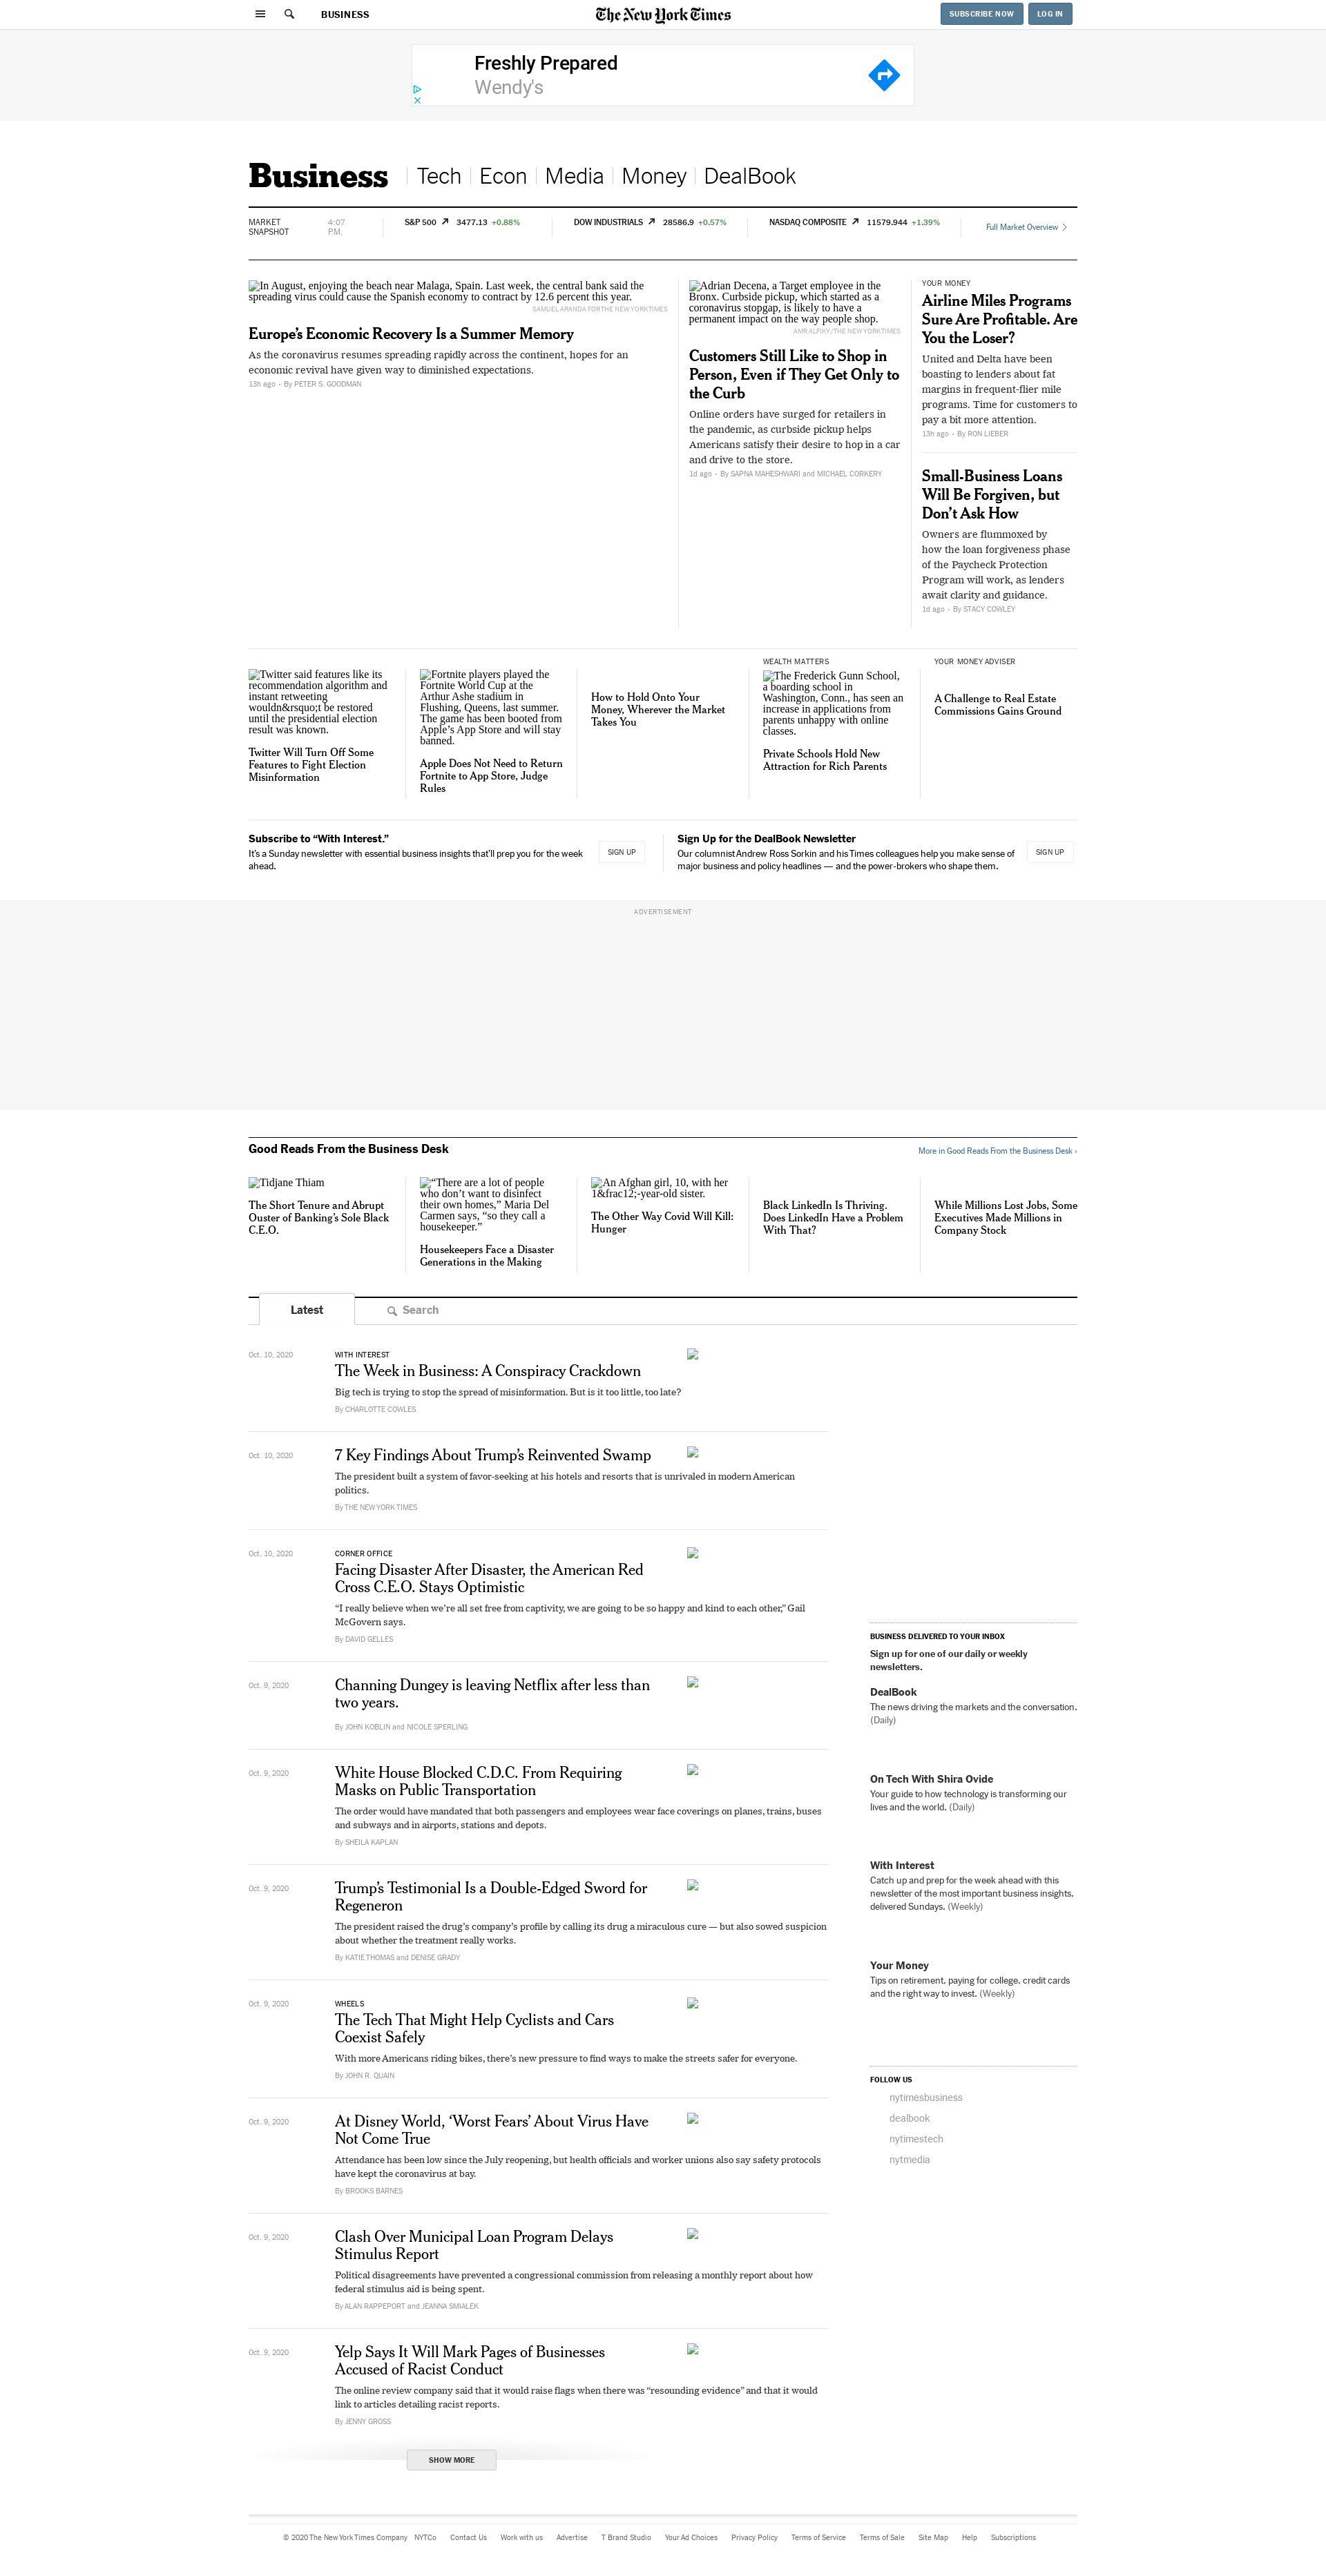 BUSINESS
The New York Times
SUBSCRIBE NOW
LOG IN
Freshly Prepared
Wendy's
Business
Tech
Econ
Media
Money
DealBook
MARKET
SNAPSHOT
4:07
P.M.
S&P 500 3477.13 +0.88%
DOW INDUSTRIALS 28586.9 +0.57%
NASDAQ COMPOSITE 11579.944 +1.39%
Full Market Overview
In August, enjoying the beach near Malaga, Spain. Last week, the central bank said the
spreading virus could cause the Spanish economy to contract by 12.6 percent this year.
SAMUEL ARANDA FOR THE NEW YORK TIMES
Europe’s Economic Recovery Is a Summer Memory
As the coronavirus resumes spreading rapidly across the continent, hopes for an
economic revival have given way to diminished expectations.
13h ago - By PETER S. GOODMAN
Adrian Decena, a Target employee in the
Bronx. Curbside pickup, which started as a
coronavirus stopgap, is likely to have a
permanent impact on the way people shop.
AMR ALFIKY/THE NEW YORK TIMES
Customers Still Like to Shop in
Person, Even if They Get Only to
the Curb
Online orders have surged for retailers in
the pandemic, as curbside pickup helps
Americans satisfy their desire to hop in a car
and drive to the store.
1d ago - By SAPNA MAHESHWARI and MICHAEL CORKERY
YOUR MONEY
Airline Miles Programs
Sure Are Profitable. Are
You the Loser?
United and Delta have been
boasting to lenders about fat
margins in frequent-flier mile
programs. Time for customers to
pay a bit more attention.
13h ago - By RON LIEBER
Small-Business Loans
Will Be Forgiven, but
Don’t Ask How
Owners are flummoxed by
how the loan forgiveness phase
of the Paycheck Protection
Program will work, as lenders
await clarity and guidance.
1d ago - By STACY COWLEY
Twitter said features like its
recommendation algorithm and
instant retweeting
wouldn&rsquo;t be restored
until the presidential election
result was known.
Twitter Will Turn Off Some
Features to Fight Election
Misinformation
Fortnite players played the
Fortnite World Cup at the
Arthur Ashe stadium in
Flushing, Queens, last summer.
The game has been booted from
Apple’s App Store and will stay
banned.
Apple Does Not Need to Return
Fortnite to App Store, Judge
Rules
How to Hold Onto Your
Money, Wherever the Market
Takes You
WEALTH MATTERS
The Frederick Gunn School,
a boarding school in
Washington, Conn., has seen an
increase in applications from
parents unhappy with online
classes.
Private Schools Hold New
Attraction for Rich Parents
YOUR MONEY ADVISER
A Challenge to Real Estate
Commissions Gains Ground
Subscribe to “With Interest.”
It’s a Sunday newsletter with essential business insights that’ll prep you for the week
ahead.
SIGN UP
Sign Up for the DealBook Newsletter
Our columnist Andrew Ross Sorkin and his Times colleagues help you make sense of
major business and policy headlines — and the power-brokers who shape them.
SIGN UP
ADVERTISEMENT
Good Reads From the Business Desk
More in Good Reads From the Business Desk ›
Tidjane Thiam
The Short Tenure and Abrupt
Ouster of Banking’s Sole Black
C.E.O.
“There are a lot of people
who don’t want to disinfect
their own homes,” Maria Del
Carmen says, “so they call a
housekeeper.”
Housekeepers Face a Disaster
Generations in the Making
An Afghan girl, 10, with her
1&frac12;-year-old sister.
The Other Way Covid Will Kill:
Hunger
Black LinkedIn Is Thriving.
Does LinkedIn Have a Problem
With That?
While Millions Lost Jobs, Some
Executives Made Millions in
Company Stock
Latest
Search
Oct. 10, 2020
WITH INTEREST
The Week in Business: A Conspiracy Crackdown
Big tech is trying to stop the spread of misinformation. But is it too little, too late?
By CHARLOTTE COWLES
Oct. 10, 2020
7 Key Findings About Trump’s Reinvented Swamp
The president built a system of favor-seeking at his hotels and resorts that is unrivaled in modern American
politics.
By THE NEW YORK TIMES
Oct. 10, 2020
CORNER OFFICE
Facing Disaster After Disaster, the American Red
Cross C.E.O. Stays Optimistic
“I really believe when we’re all set free from captivity, we are going to be so happy and kind to each other,” Gail
McGovern says.
By DAVID GELLES
Oct. 9, 2020
Channing Dungey is leaving Netflix after less than
two years.
By JOHN KOBLIN and NICOLE SPERLING
Oct. 9, 2020
White House Blocked C.D.C. From Requiring
Masks on Public Transportation
The order would have mandated that both passengers and employees wear face coverings on planes, trains, buses
and subways and in airports, stations and depots.
By SHEILA KAPLAN
Oct. 9, 2020
Trump’s Testimonial Is a Double-Edged Sword for
Regeneron
The president raised the drug’s company’s profile by calling its drug a miraculous cure — but also sowed suspicion
about whether the treatment really works.
By KATIE THOMAS and DENISE GRADY
Oct. 9, 2020
WHEELS
The Tech That Might Help Cyclists and Cars
Coexist Safely
With more Americans riding bikes, there’s new pressure to find ways to make the streets safer for everyone.
By JOHN R. QUAIN
Oct. 9, 2020
At Disney World, ‘Worst Fears’ About Virus Have
Not Come True
Attendance has been low since the July reopening, but health officials and worker unions also say safety protocols
have kept the coronavirus at bay.
By BROOKS BARNES
Oct. 9, 2020
Clash Over Municipal Loan Program Delays
Stimulus Report
Political disagreements have prevented a congressional commission from releasing a monthly report about how
federal stimulus aid is being spent.
By ALAN RAPPEPORT and JEANNA SMIALEK
Oct. 9, 2020
Yelp Says It Will Mark Pages of Businesses
Accused of Racist Conduct
The online review company said that it would raise flags when there was “resounding evidence” and that it would
link to articles detailing racist reports.
By JENNY GROSS
SHOW MORE
BUSINESS DELIVERED TO YOUR INBOX
Sign up for one of our daily or weekly
newsletters.
DealBook
The news driving the markets and the conversation.
(Daily)
On Tech With Shira Ovide
Your guide to how technology is transforming our
lives and the world. (Daily)
With Interest
Catch up and prep for the week ahead with this
newsletter of the most important business insights,
delivered Sundays. (Weekly)
Your Money
Tips on retirement, paying for college, credit cards
and the right way to invest. (Weekly)
FOLLOW US
nytimesbusiness
dealbook
nytimestech
nytmedia
© 2020 The New York Times Company NYTCo Contact Us Work with us Advertise T Brand Studio Your Ad Choices Privacy Policy Terms of Service Terms of Sale Site Map Help Subscriptions